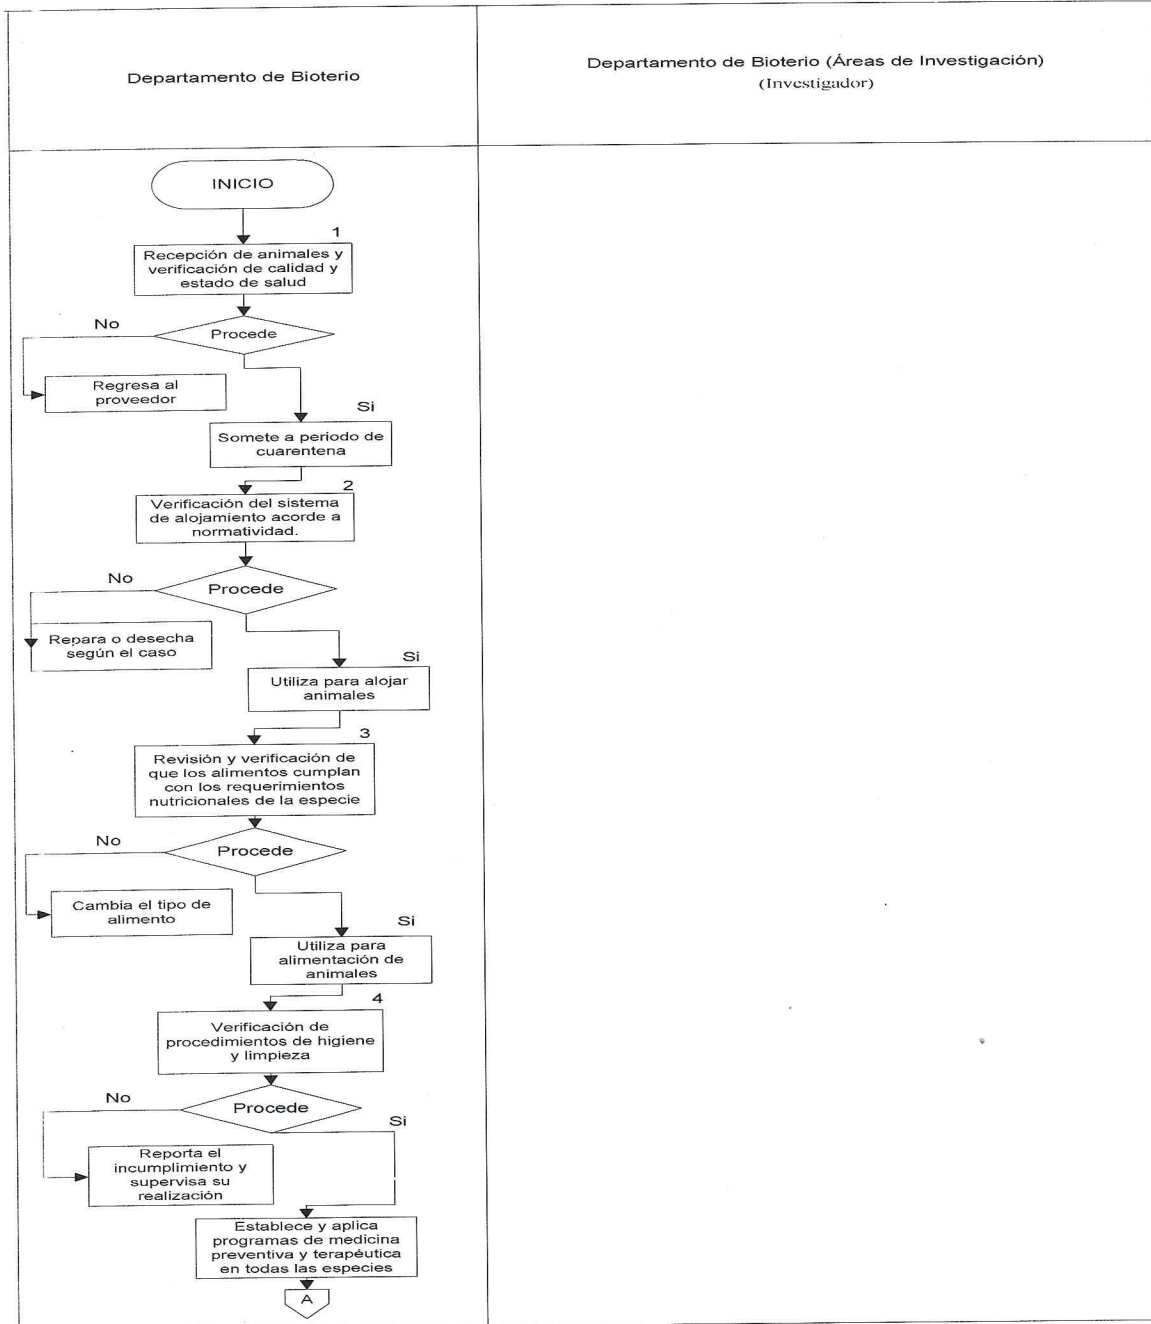 Departamento de Bioterio
Departamento de Bioterio (Áreas de Investigación)
(Investigador)
INICIO
1
Recepción de animales y
verificación de calidad y
estado de salud
No
Procede
Regresa al
proveedor
Si
Somete a periodo de
cuarentena
2
Verificación del sistema
de alojamiento acorde a
normatividad.
No
Procede
Repara o desecha
según el caso
Si
Utiliza para alojar
animales
3
Revisión y verificación de
que los alimentos cumplan
con los requerimientos
nutricionales de la especie
No
Procede
Cambia el tipo de
alimento
Si
Utiliza para
alimentación de
animales
4
Verificación de
procedimientos de higiene
y limpieza
No
Procede
Si
Reporta el
incumplimiento y
supervisa su
realización
Establece y aplica
programas de medicina
preventiva y terapéutica
en todas las especies
A